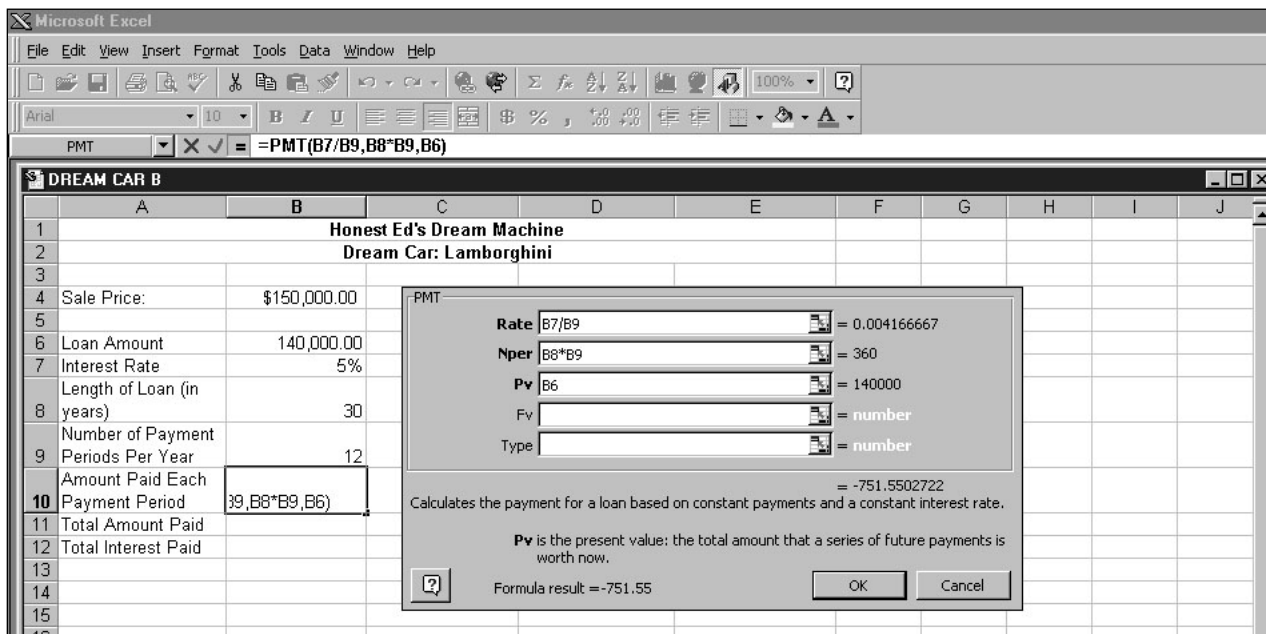 Microsoft Excel
File Edit View Insert Format Tools Data Window Help
100%
Arial 10 B I U $ % ,
PMT = =PMT(B7/B9,B8*B9,B6)
DREAM CAR B
A B C D E F G H I J
1 Honest Ed's Dream Machine
2 Dream Car: Lamborghini
3
4 Sale Price: $150,000.00
5
6 Loan Amount 140,000.00
7 Interest Rate 5%
Length of Loan (in
8 years) 30
Number of Payment
9 Periods Per Year 12
Amount Paid Each
10 Payment Period 39,B8*B9,B6)
11 Total Amount Paid
12 Total Interest Paid
13
14
15
PMT
Rate B7/B9 = 0.004166667
Nper B8*B9 = 360
Pv B6 = 140000
Fv = number
Type = number
= -751.5502722
Calculates the payment for a loan based on constant payments and a constant interest rate.
Pv is the present value: the total amount that a series of future payments is
worth now.
Formula result =-751.55
OK Cancel